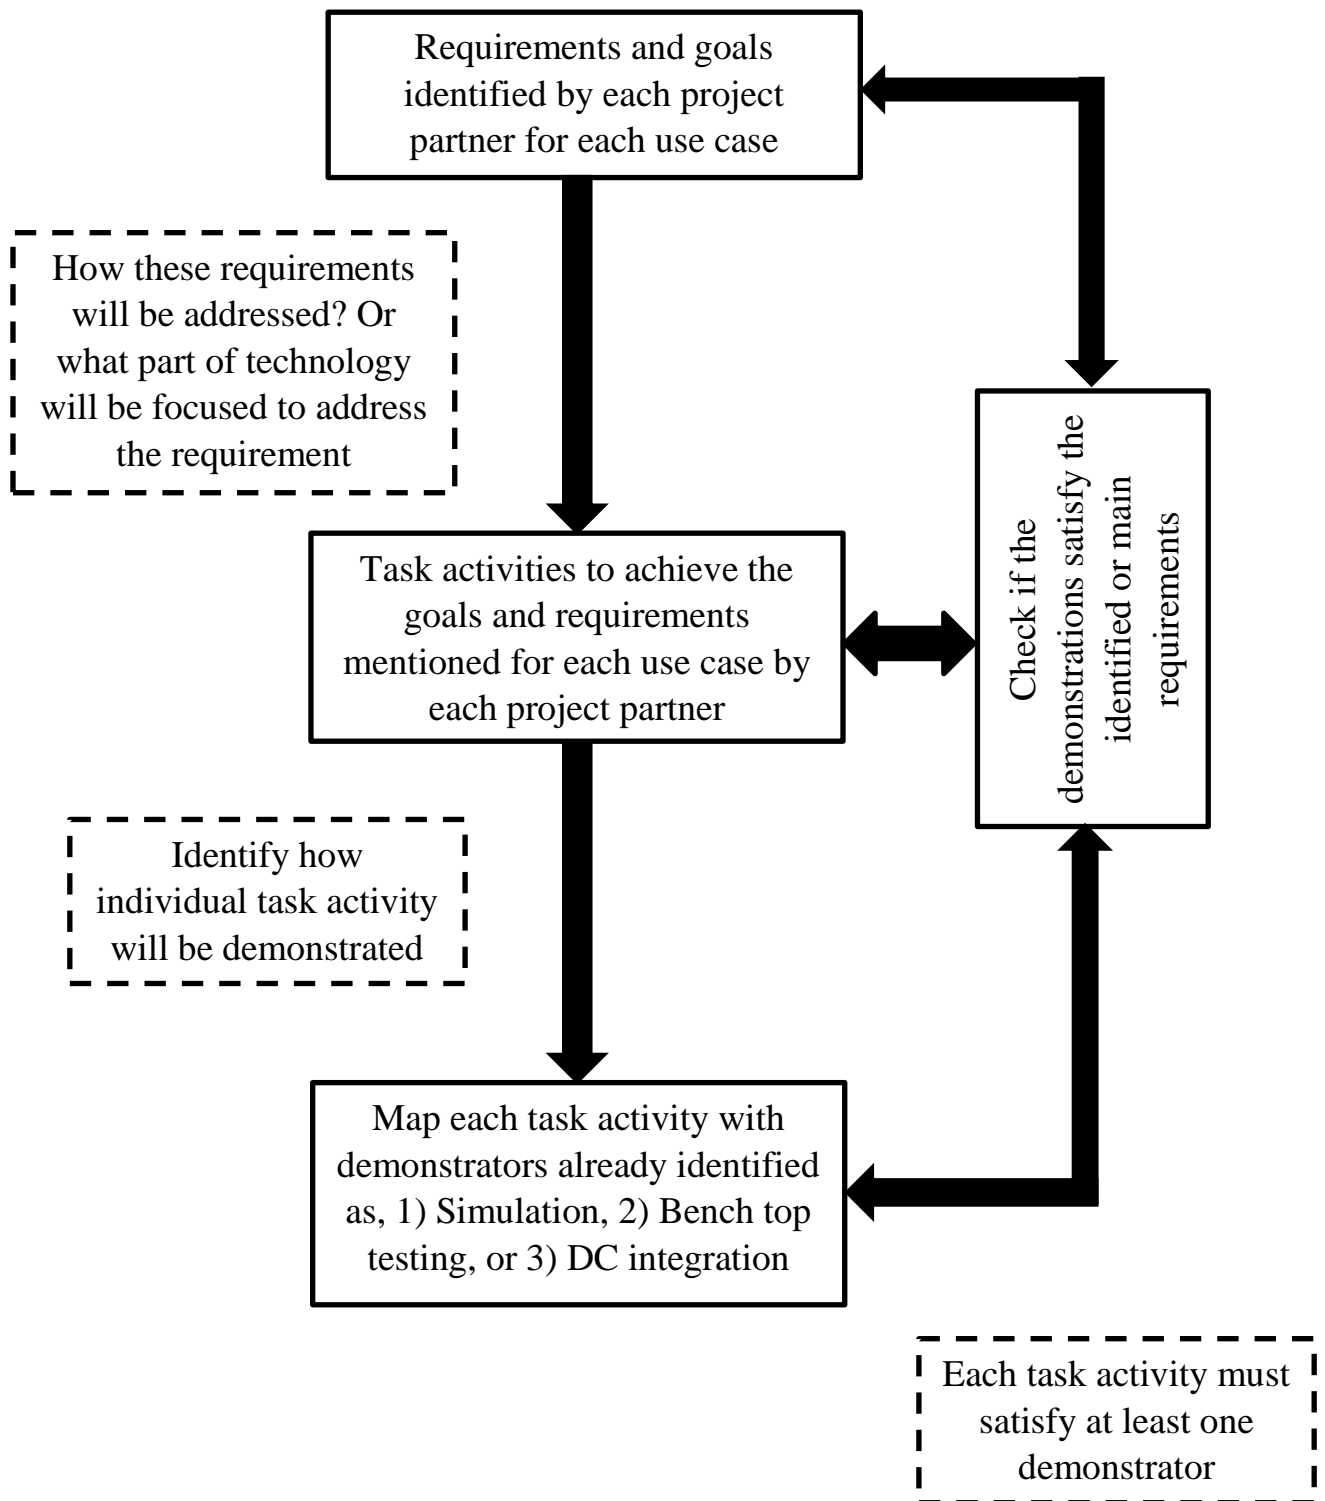 Requirements and goals
identified by each project
partner for each use case
How these requirements
will be addressed? Or
what part of technology
will be focused to address
the requirement
Task activities to achieve the
goals and requirements
mentioned for each use case by
each project partner
Check if the
demonstrations satisfy the
identified or main
requirements
Identify how
individual task activity
will be demonstrated
Map each task activity with
demonstrators already identified
as, 1) Simulation, 2) Bench top
testing, or 3) DC integration
Each task activity must
satisfy at least one
demonstrator